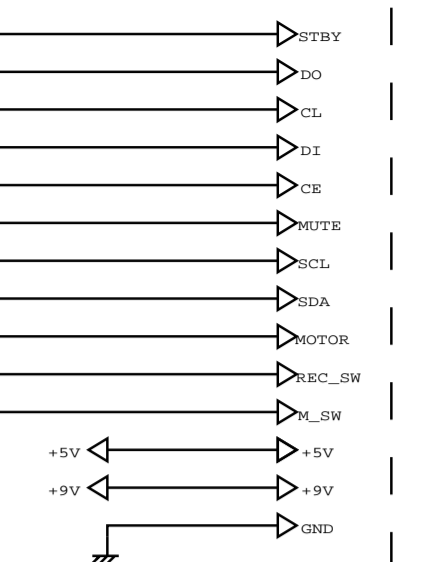 STBY
DO
CL
DI
CE
MUTE
SCL
SDA
MOTOR
REC_SW
M_SW
+5V +5V
+9V +9V
GND